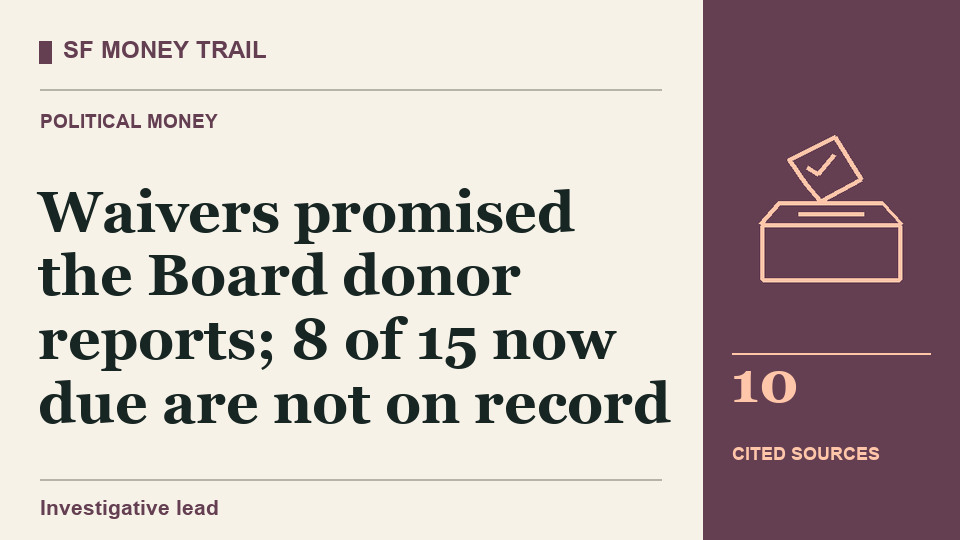 SF MONEY TRAIL
POLITICAL MONEY
Waivers promised
the Board donor
reports; 8 of 15 now
due are not on record
Investigative lead
10
CITED SOURCES